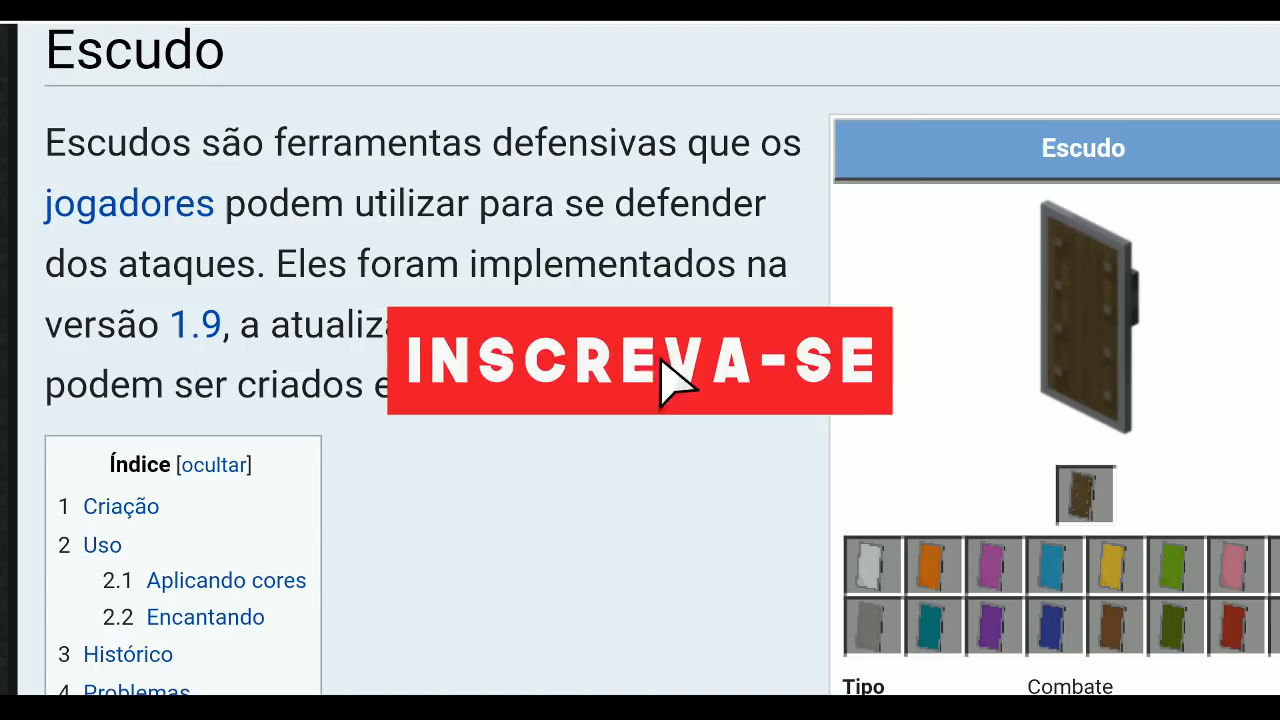 Escudo
Escudos são ferramentas defensivas que os
jogadores podem utilizar para se defender
dos ataques. Eles foram implementados na
versão 1.9, a
podem ser criados
INSCREVA-SE
Índice [ocultar]
1 Criação
2 Uso
2.1 Aplicando cores
2.2 Encantando
3 Histórico
4 Problemas
Escudo
Tipo Combate